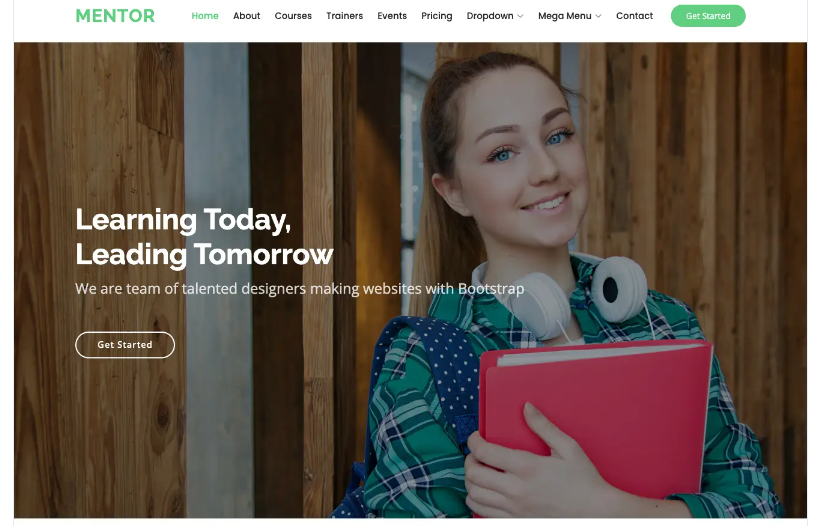 MENTOR
Home About Courses Trainers Events Pricing Dropdown Mega Menu Contact Get Started
Learning Today,
Leading Tomorrow
We are team of talented designers making websites with Bootstrap
Get Started